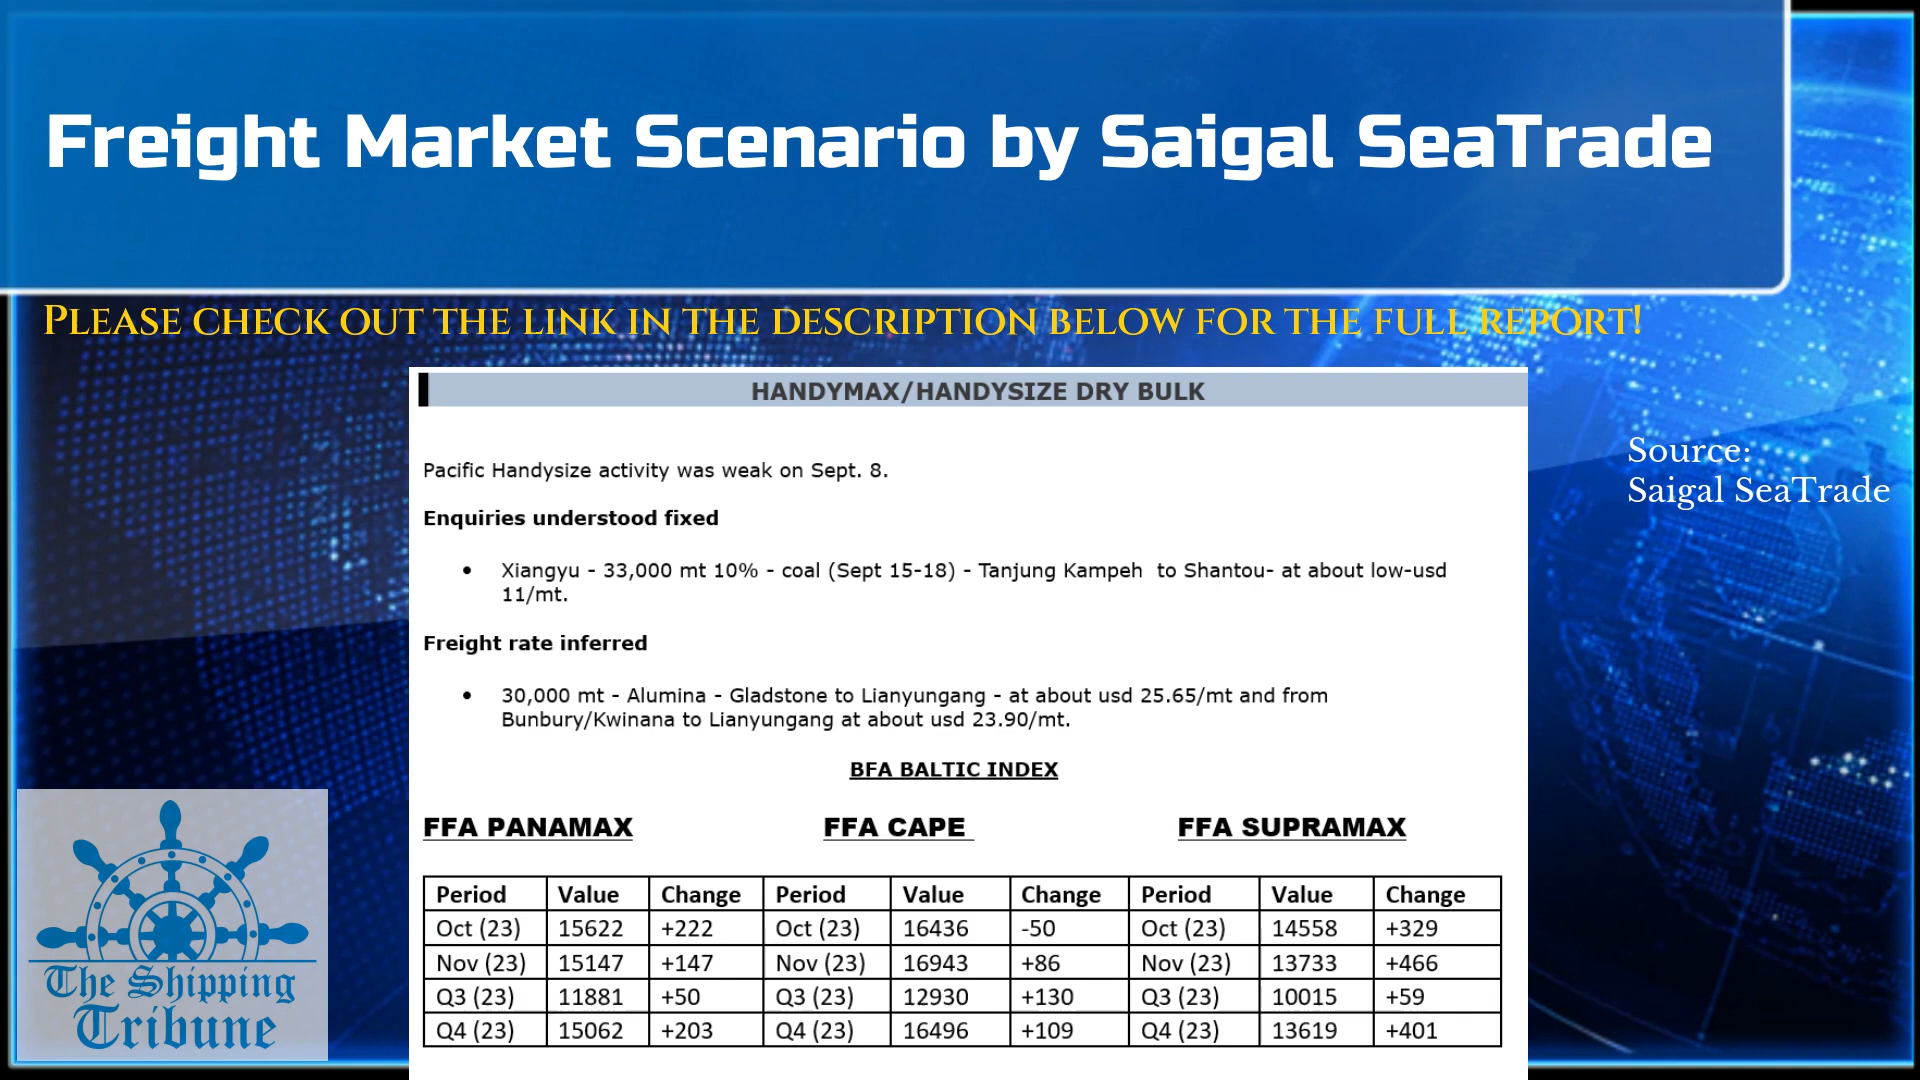 Freight Market Scenario by Saigal SeaTrade
Please check out the link in the description below for the full report!
HANDYMAX/HANDYSIZE DRY BULK
Source:
Saigal SeaTrade
Pacific Handysize activity was weak on Sept. 8.
Enquiries understood fixed
• Xiangyu - 33,000 mt 10% - coal (Sept 15-18) - Tanjung Kampeh to Shantou- at about low-usd
11/mt.
Freight rate inferred
• 30,000 mt - Alumina - Gladstone to Lianyungang - at about usd 25.65/mt and from
Bunbury/Kwinana to Lianyungang at about usd 23.90/mt.
BFA BALTIC INDEX
FFA PANAMAX FFA CAPE FFA SUPRAMAX
Period Value Change Period Value Change Period Value Change
Oct (23) 15622 +222 Oct (23) 16436 -50 Oct (23) 14558 +329
Nov (23) 15147 +147 Nov (23) 16943 +86 Nov (23) 13733 +466
Q3 (23) 11881 +50 Q3 (23) 12930 +130 Q3 (23) 10015 +59
Q4 (23) 15062 +203 Q4 (23) 16496 +109 Q4 (23) 13619 +401
The Shipping
Tribune